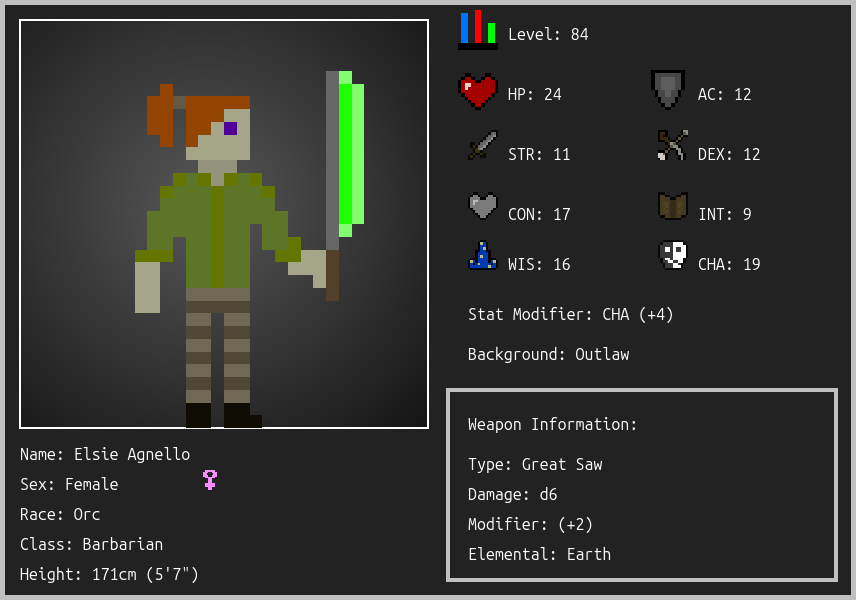 Level: 84
HP: 24
AC: 12
STR: 11
DEX: 12
CON: 17
INT: 9
WIS: 16
CHA: 19
Stat Modifier: CHA (+4)
Background: Outlaw
Weapon Information:
Type: Great Saw
Damage: d6
Modifier: (+2)
Elemental: Earth
Name: Elsie Agnello
Sex: Female
Race: Orc
Class: Barbarian
Height: 171cm (5'7")